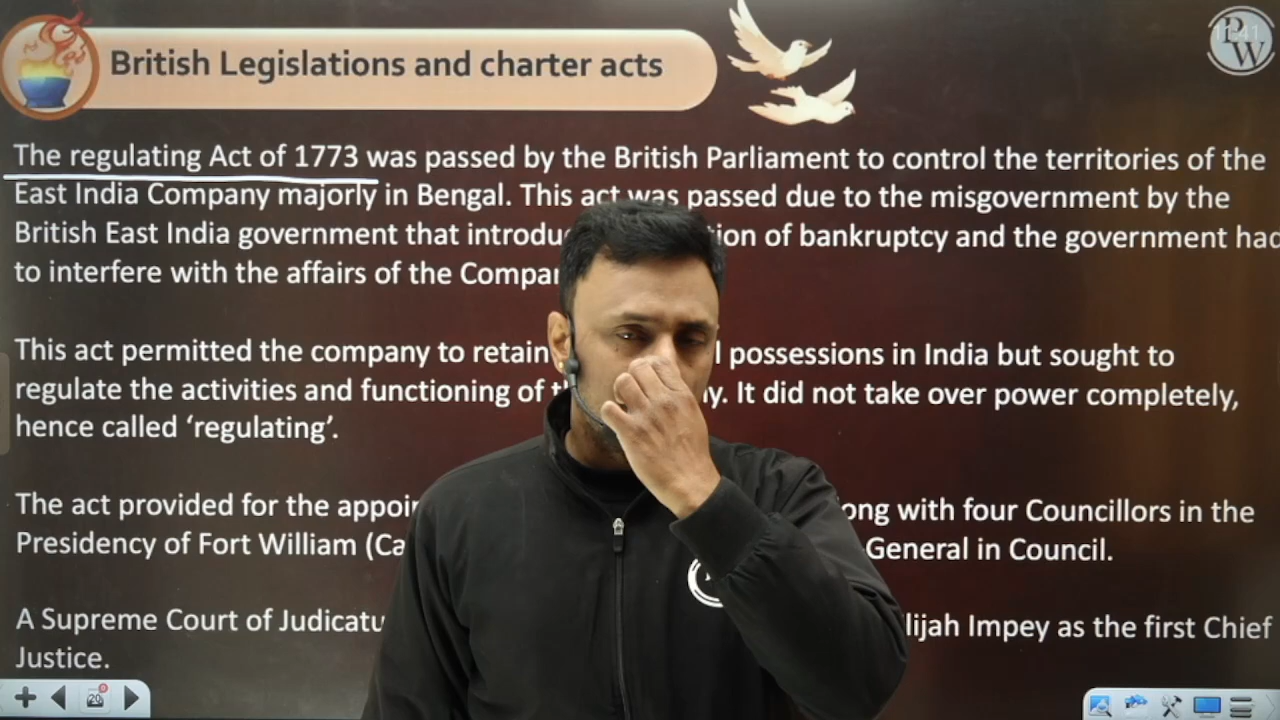 British Legislations and charter acts
PW
11:41
The regulating Act of 1773 was passed by the British Parliament to control the territories of the
East India Company majorly in Bengal. This act was passed due to the misgovernment by the
British East India government that introdu ion of bankruptcy and the government had
to interfere with the affairs of the Compan
This act permitted the company to retain l possessions in India but sought to
regulate the activities and functioning of t y. It did not take over power completely,
hence called ‘regulating’.
The act provided for the appoin ong with four Councillors in the
Presidency of Fort William (Ca General in Council.
A Supreme Court of Judicatu lijah Impey as the first Chief
Justice.
20